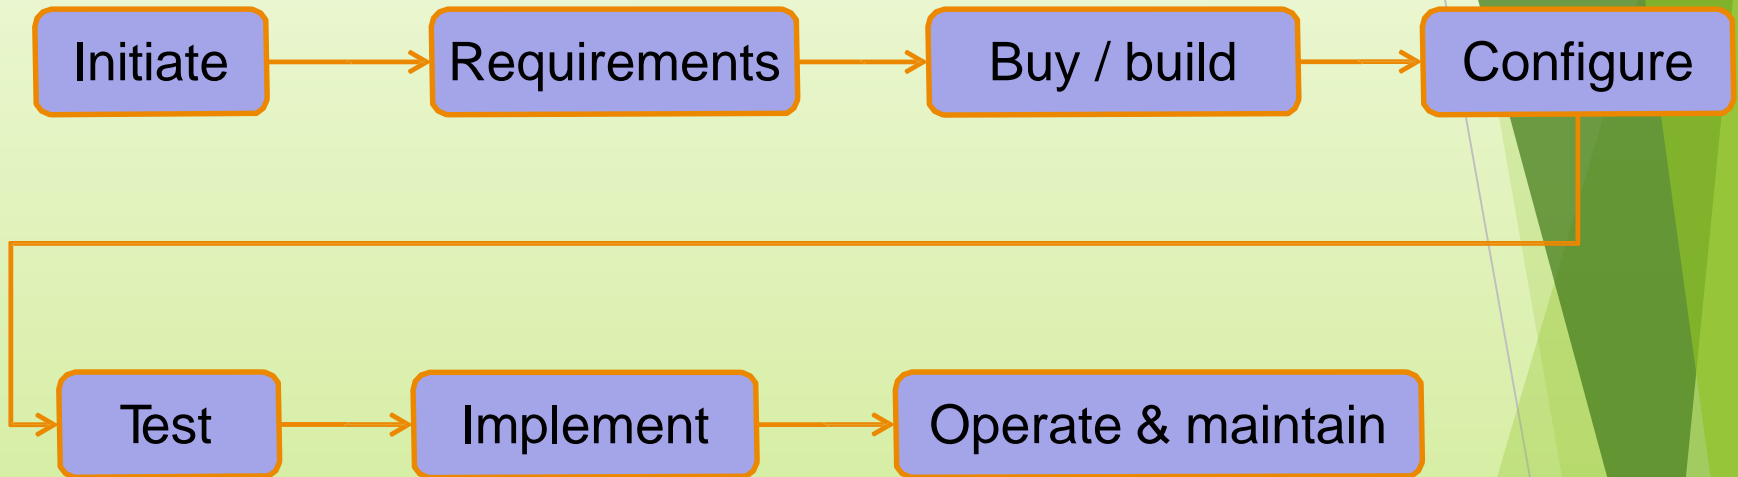 Initiate
Requirements
Buy / build
Configure
Test
Implement
Operate & maintain